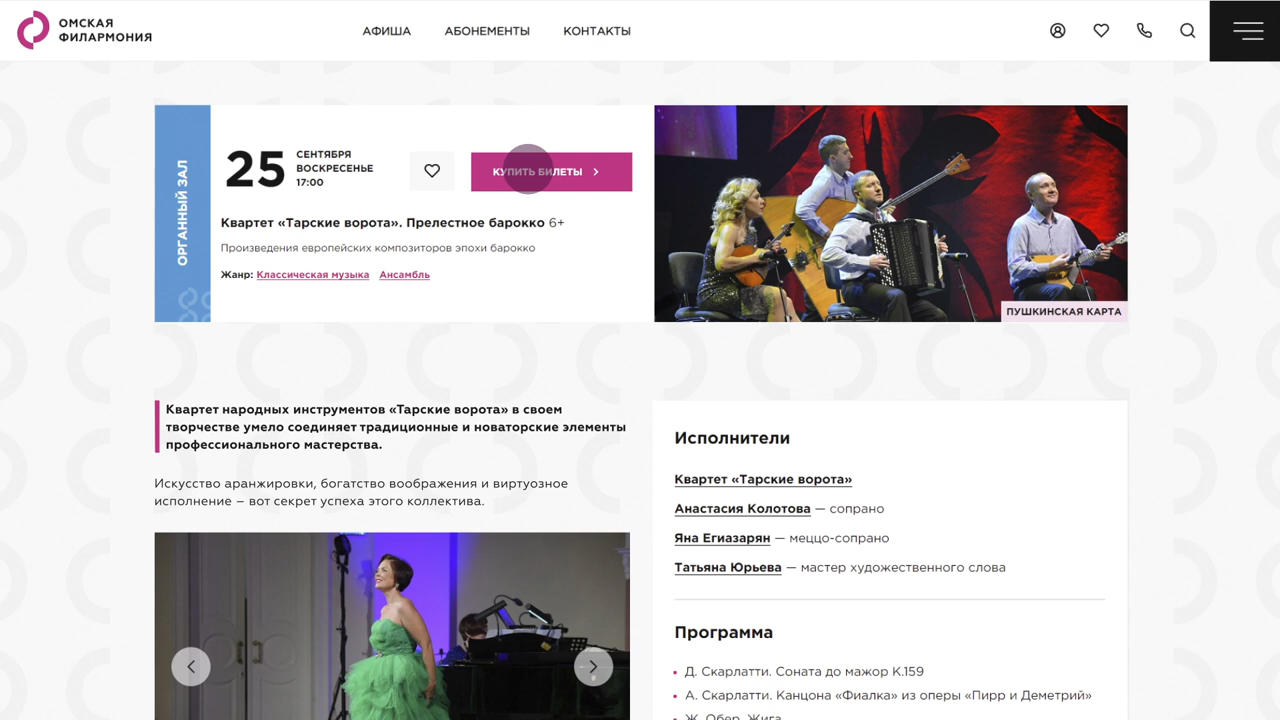 ОМСКАЯ
ФИЛАРМОНИЯ
АФИША
АБОНЕМЕНТЫ
КОНТАКТЫ
ОРГАННЫЙ ЗАЛ
25
СЕНТЯБРЯ
ВОСКРЕСЕНЬЕ
17:00
КУПИТЬ БИЛЕТЫ
Квартет «Тарские ворота». Прелестное барокко 6+
Произведения европейских композиторов эпохи барокко
Жанр: Классическая музыка Ансамбль
ПУШКИНСКАЯ КАРТА
Квартет народных инструментов «Тарские ворота» в своем
творчестве умело соединяет традиционные и новаторские элементы
профессионального мастерства.
Искусство аранжировки, богатство воображения и виртуозное
исполнение – вот секрет успеха этого коллектива.
Исполнители
Квартет «Тарские ворота»
Анастасия Колотова — сопрано
Яна Егиазарян — меццо-сопрано
Татьяна Юрьева — мастер художественного слова
Программа
Д. Скарлатти. Соната до мажор К.159
А. Скарлатти. Канцона «Фиалка» из оперы «Пирр и Деметрий»
Ж. Обер. Жига